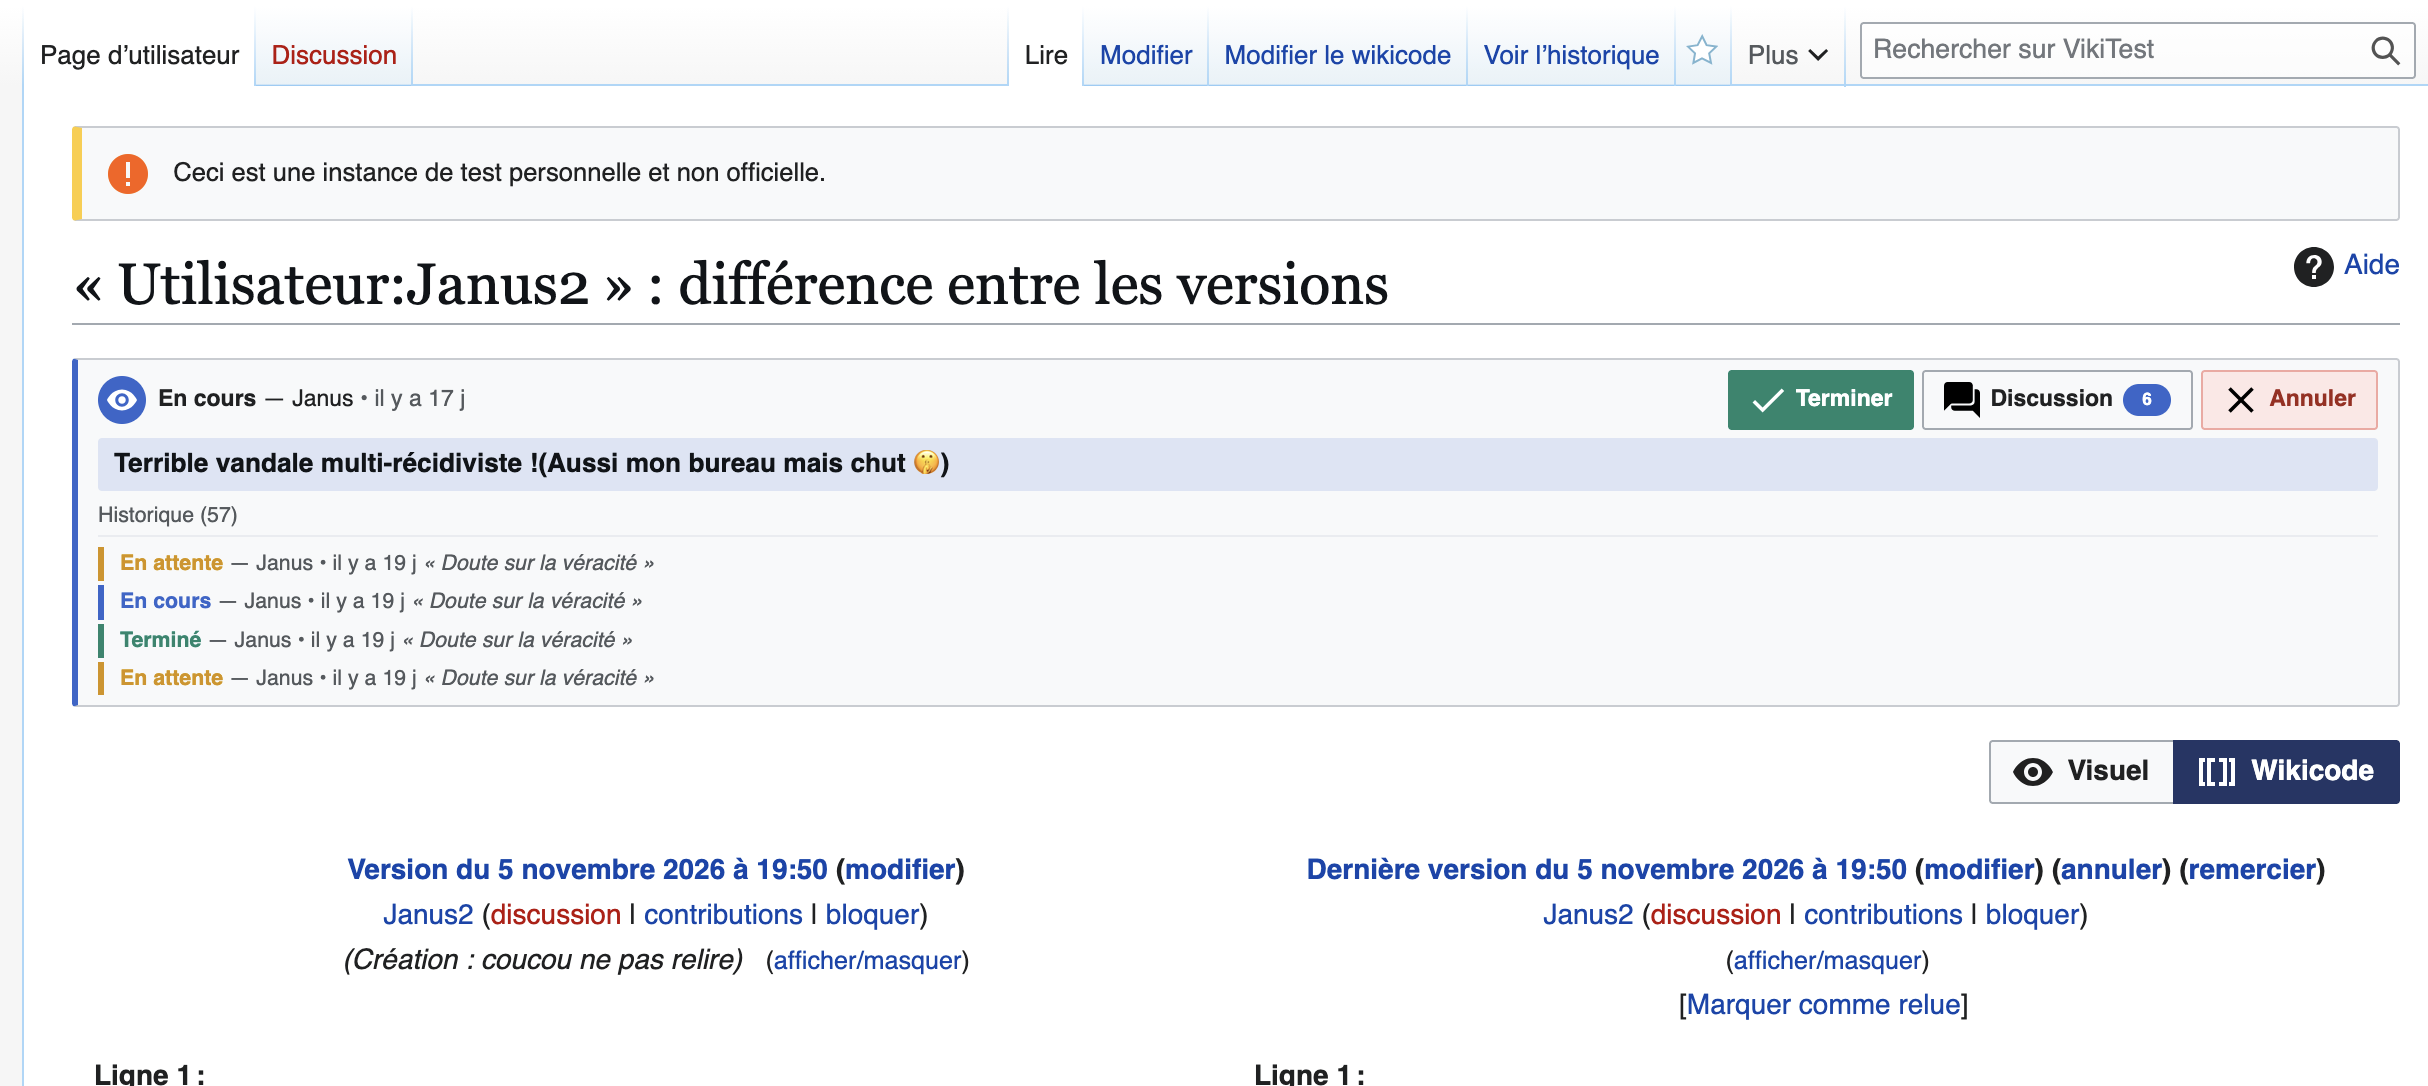 Page d’utilisateur Discussion Lire Modifier Modifier le wikicode Voir l’historique Plus Rechercher sur VikiTest
Ceci est une instance de test personnelle et non officielle.
« Utilisateur:Janus2 » : différence entre les versions
Aide
En cours — Janus • il y a 17 j
Terminer Discussion 6 Annuler
Terrible vandale multi-récidiviste !(Aussi mon bureau mais chut 🤫)
Historique (57)
En attente — Janus • il y a 19 j « Doute sur la véracité »
En cours — Janus • il y a 19 j « Doute sur la véracité »
Terminé — Janus • il y a 19 j « Doute sur la véracité »
En attente — Janus • il y a 19 j « Doute sur la véracité »
Visuel [[]] Wikicode
Version du 5 novembre 2026 à 19:50 (modifier)
Janus2 (discussion | contributions | bloquer)
(Création : coucou ne pas relire) (afficher/masquer)
Dernière version du 5 novembre 2026 à 19:50 (modifier) (annuler) (remercier)
Janus2 (discussion | contributions | bloquer)
(afficher/masquer)
[Marquer comme relue]
Ligne 1 :
Ligne 1 :